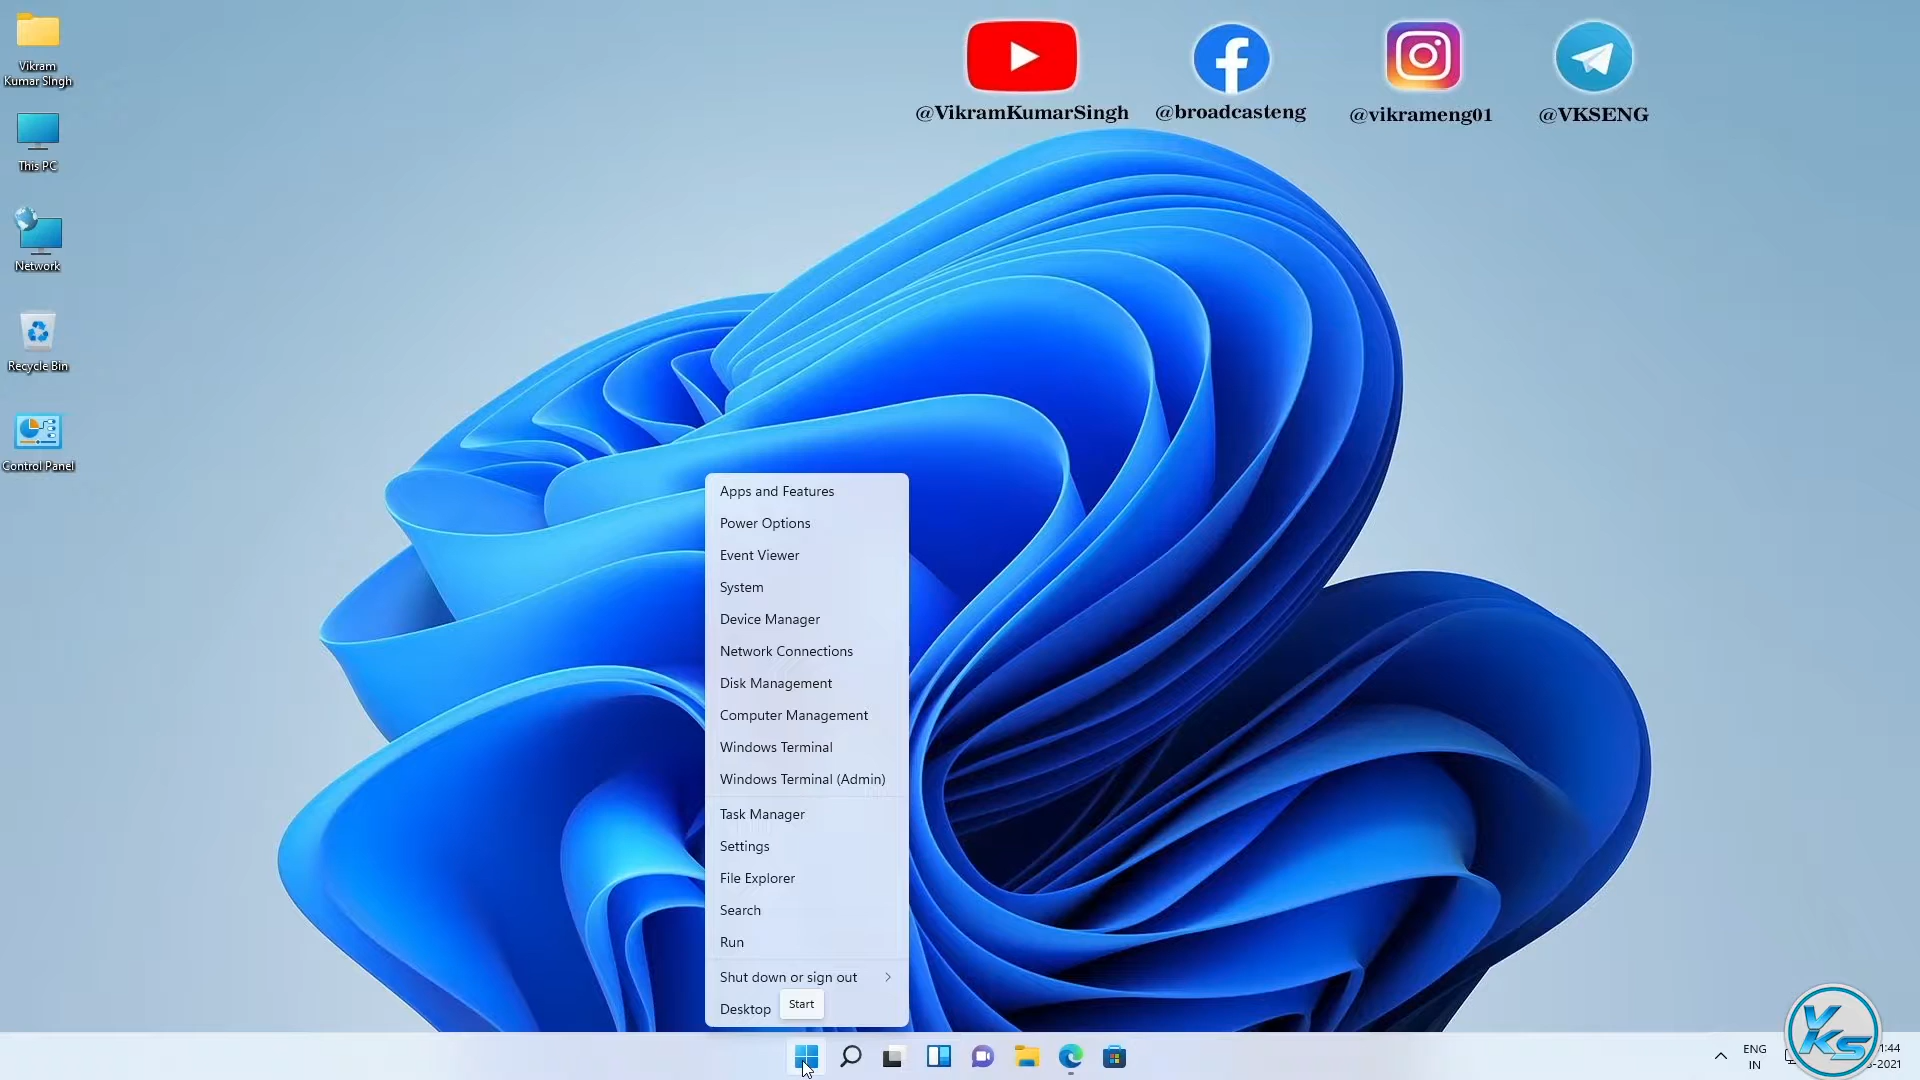 Vikram
Kumar SIngh
This PC
Network
Recycle Bin
Control Panel
@VikramKumarSingh
@broadcasteng
@vikrameng01
@VKSENG
Apps and Features
Power Options
Event Viewer
System
Device Manager
Network Connections
Disk Management
Computer Management
Windows Terminal
Windows Terminal (Admin)
Task Manager
Settings
File Explorer
Search
Run
Shut down or sign out
Desktop
Start
ENG
IN
VKS